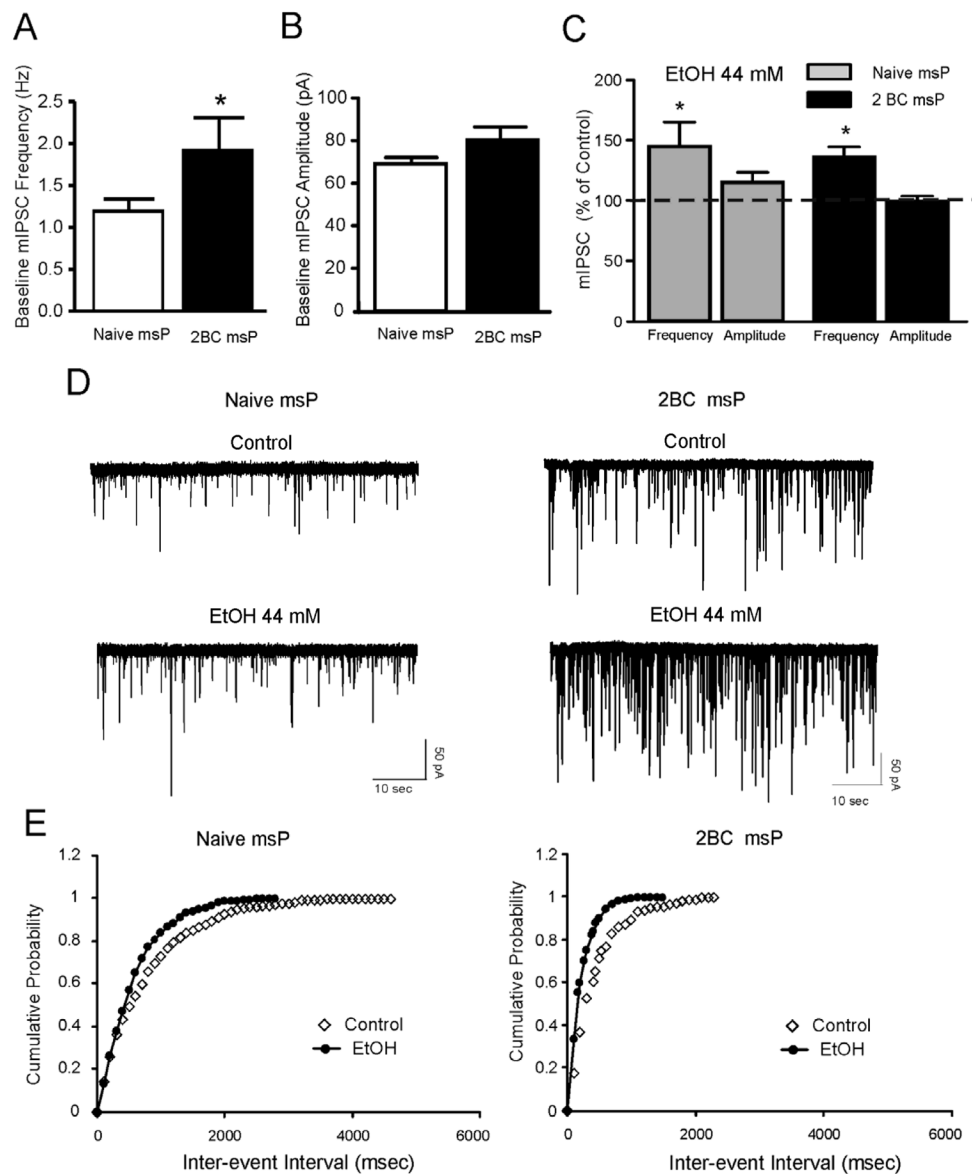 A
Baseline mIPSC Frequency (Hz)
2.5
2.0
1.5
1.0
0.5
0.0
*
Naive msP
2BC msP
B
Baseline mIPSC Amplitude (pA)
100
80
60
40
20
0
Naive msP
2BC msP
C
EtOH 44 mM
Naive msP
2 BC msP
mIPSC (% of Control)
200
150
100
50
0
*
*
Frequency
Amplitude
Frequency
Amplitude
D
Naive msP
Control
EtOH 44 mM
50 pA
10 sec
2BC msP
Control
EtOH 44 mM
50 pA
10 sec
E
Naive msP
Cumulative Probability
1.2
1
0.8
0.6
0.4
0.2
0
Control
EtOH
0
2000
4000
6000
Inter-event Interval (msec)
2BC msP
Cumulative Probability
1.2
1
0.8
0.6
0.4
0.2
0
Control
EtOH
0
2000
4000
6000
Inter-event Interval (msec)